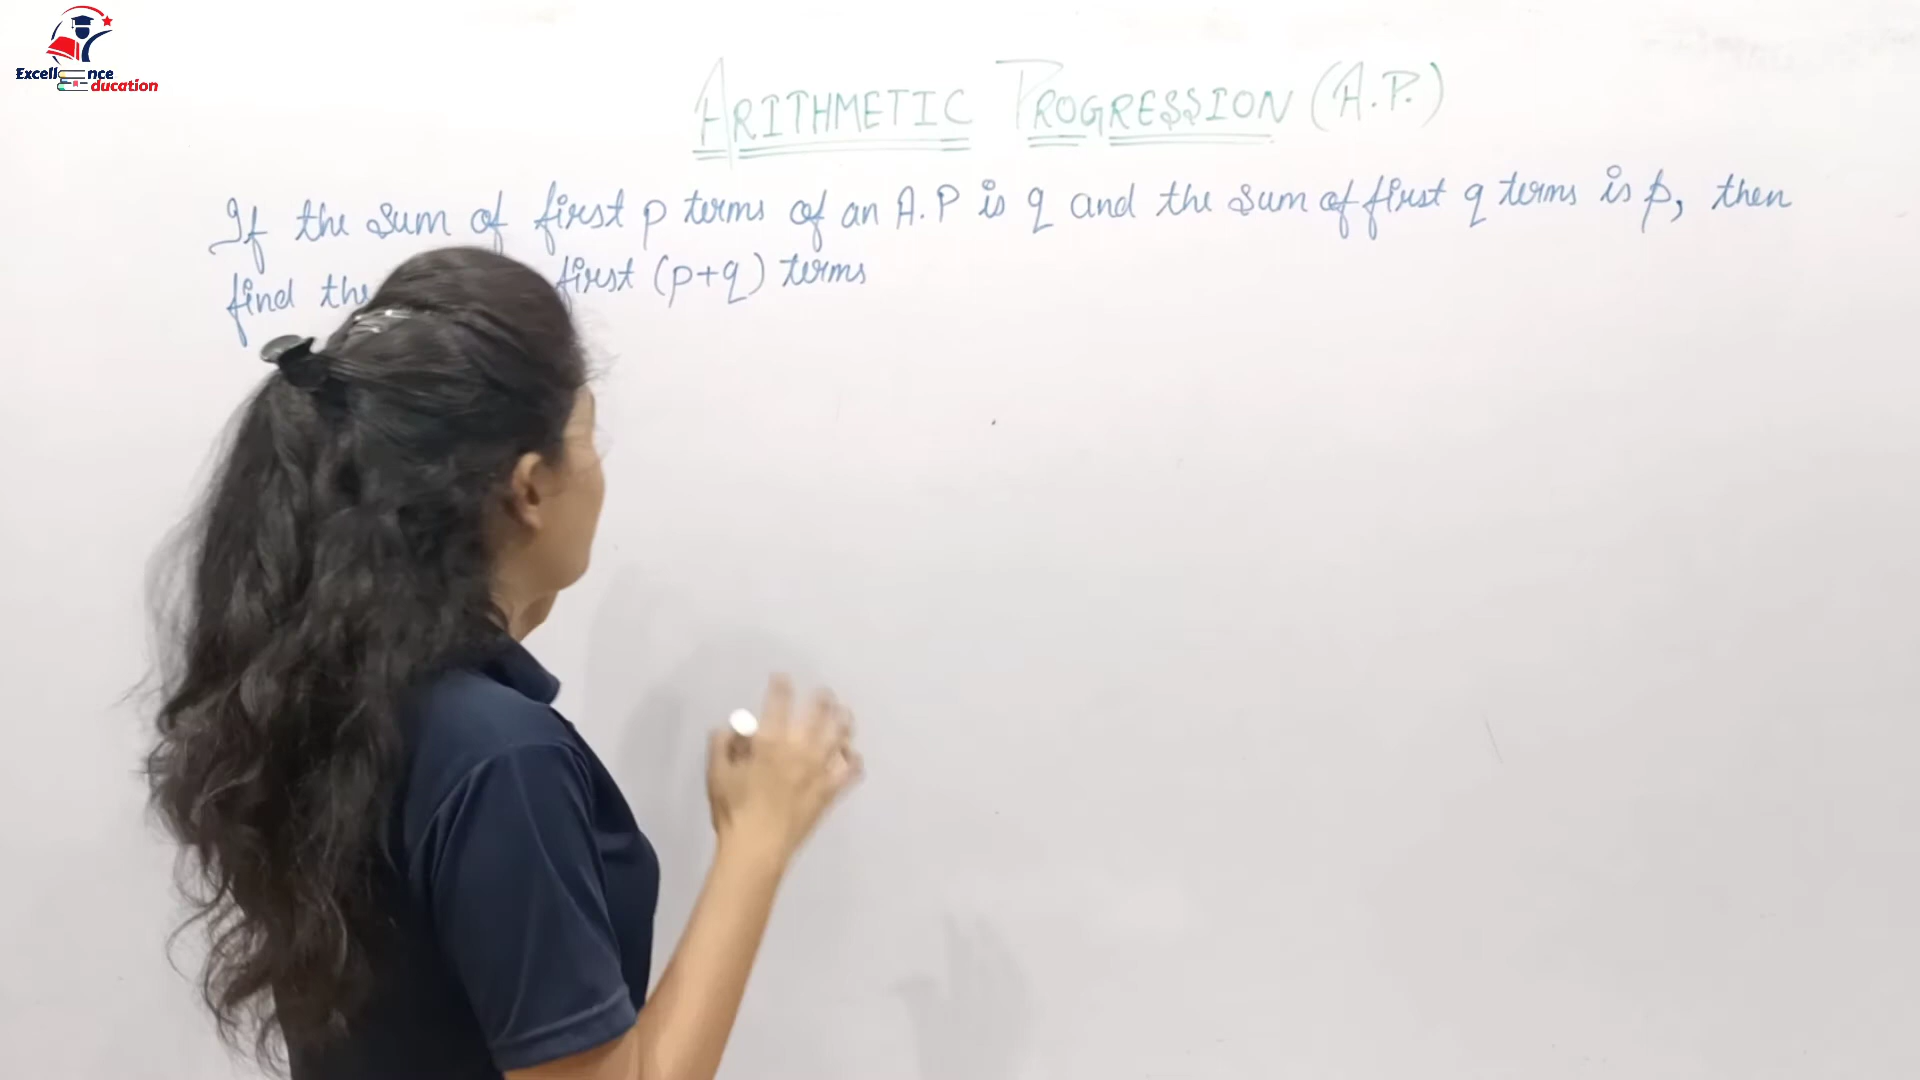 Excellence
Education
ARITHMETIC PROGRESSION (A.P.)
If the sum of first p terms of an A.P is q and the sum of first q terms is p, then
find the first (p+q) terms